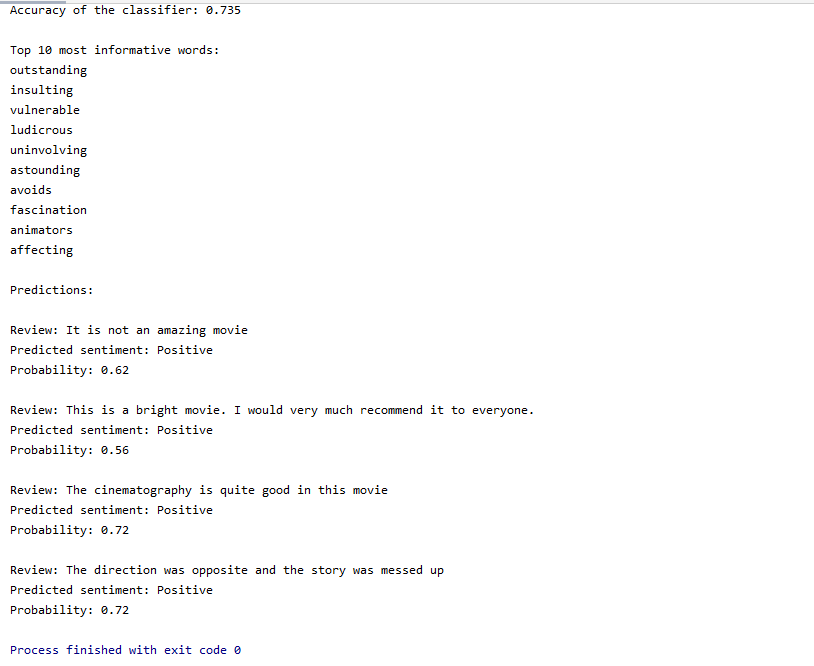 Accuracy of the classifier: 0.735
Top 10 most informative words:
outstanding
insulting
vulnerable
ludicrous
uninvolving
astounding
avoids
fascination
animators
affecting
Predictions:
Review: It is not an amazing movie
Predicted sentiment: Positive
Probability: 0.62
Review: This is a bright movie. I would very much recommend it to everyone.
Predicted sentiment: Positive
Probability: 0.56
Review: The cinematography is quite good in this movie
Predicted sentiment: Positive
Probability: 0.72
Review: The direction was opposite and the story was messed up
Predicted sentiment: Positive
Probability: 0.72
Process finished with exit code 0